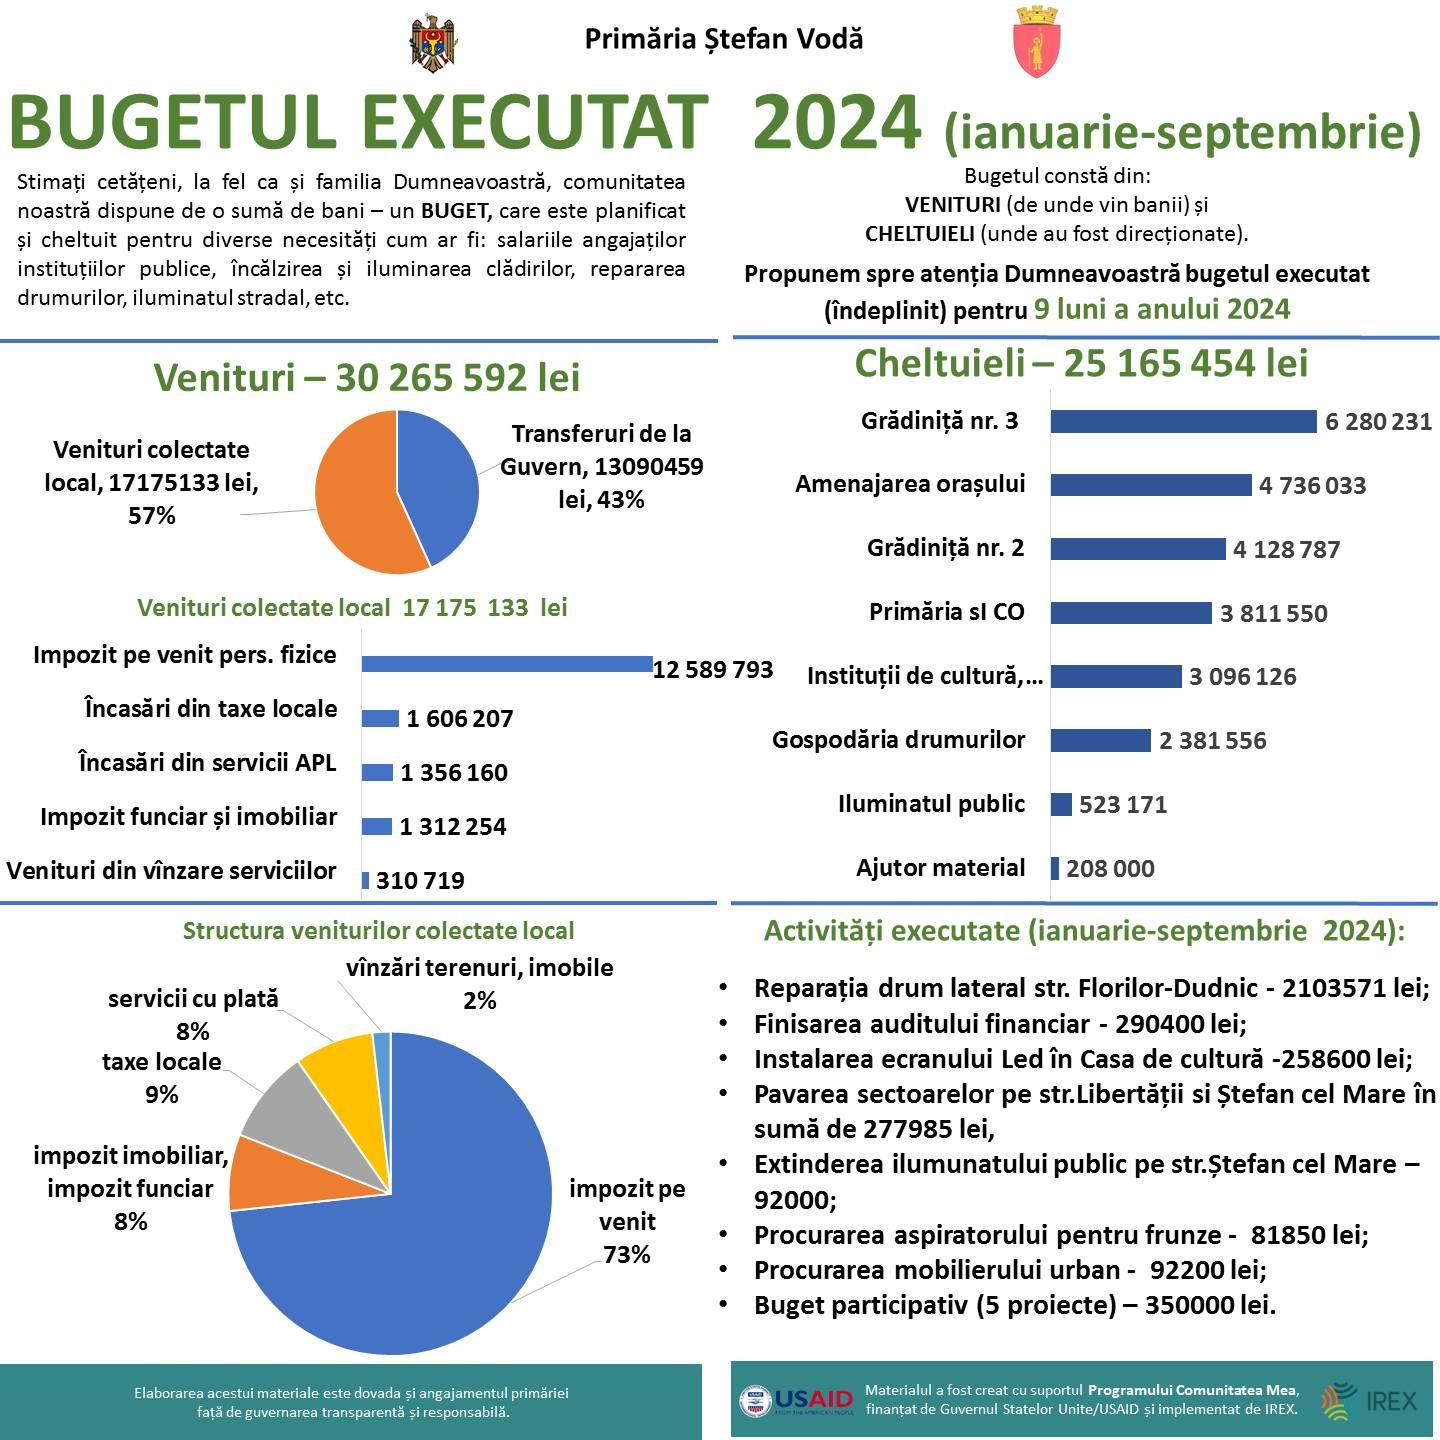 Primăria Ștefan Vodă
BUGETUL EXECUTAT 2024 (ianuarie-septembrie)
Stimați cetățeni, la fel ca și familia Dumneavoastră, comunitatea
noastră dispune de o sumă de bani – un BUGET, care este planificat
și cheltuit pentru diverse necesități cum ar fi: salariile angajaților
instituțiilor publice, încălzirea și iluminarea clădirilor, repararea
drumurilor, iluminatul stradal, etc.
Bugetul constă din:
VENITURI (de unde vin banii) și
CHELTUIELI (unde au fost direcționate).
Propunem spre atenția Dumneavoastră bugetul executat
(îndeplinit) pentru 9 luni a anului 2024
Venituri – 30 265 592 lei
Venituri colectate
local, 17175133 lei,
57%
Transferuri de la
Guvern, 13090459
lei, 43%
Venituri colectate local 17 175 133 lei
Impozit pe venit pers. fizice 12 589 793
Încasări din taxe locale 1 606 207
Încasări din servicii APL 1 356 160
Impozit funciar și imobiliar 1 312 254
Venituri din vînzare serviciilor 310 719
Cheltuieli – 25 165 454 lei
Grădiniță nr. 3 6 280 231
Amenajarea orașului 4 736 033
Grădiniță nr. 2 4 128 787
Primăria sI CO 3 811 550
Instituții de cultură,... 3 096 126
Gospodăria drumurilor 2 381 556
Iluminatul public 523 171
Ajutor material 208 000
Structura veniturilor colectate local
vînzări terenuri, imobile
2%
servicii cu plată
8%
taxe locale
9%
impozit imobiliar,
impozit funciar
8%
impozit pe
venit
73%
Activități executate (ianuarie-septembrie 2024):
• Reparația drum lateral str. Florilor-Dudnic - 2103571 lei;
• Finisarea auditului financiar - 290400 lei;
• Instalarea ecranului Led în Casa de cultură -258600 lei;
• Pavarea sectoarelor pe str.Libertății si Ștefan cel Mare în
sumă de 277985 lei,
• Extinderea ilumunatului public pe str.Ștefan cel Mare –
92000;
• Procurarea aspiratorului pentru frunze - 81850 lei;
• Procurarea mobilierului urban - 92200 lei;
• Buget participativ (5 proiecte) – 350000 lei.
Elaborarea acestui materiale este dovada și angajamentul primăriei
față de guvernarea transparentă și responsabilă.
USAID
FROM THE AMERICAN PEOPLE
Materialul a fost creat cu suportul Programului Comunitatea Mea,
finanțat de Guvernul Statelor Unite/USAID și implementat de IREX.
IREX